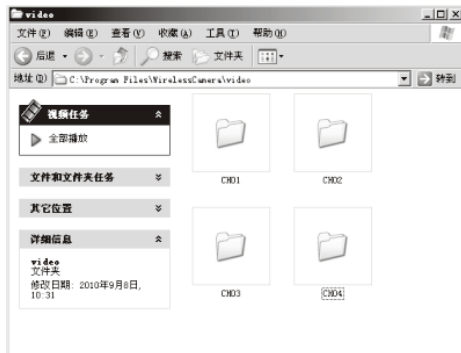 video
文件(F) 编辑(E) 查看(V) 收藏(A) 工具(T) 帮助(H)
后退 搜索 文件夹
地址(D) C:\Program Files\WirelessCamera\video 转到
视频任务
全部播放
文件和文件夹任务
其它位置
详细信息
video
文件夹
修改日期: 2010年9月8日,
10:31
CH01 CH02
CH03 CH04